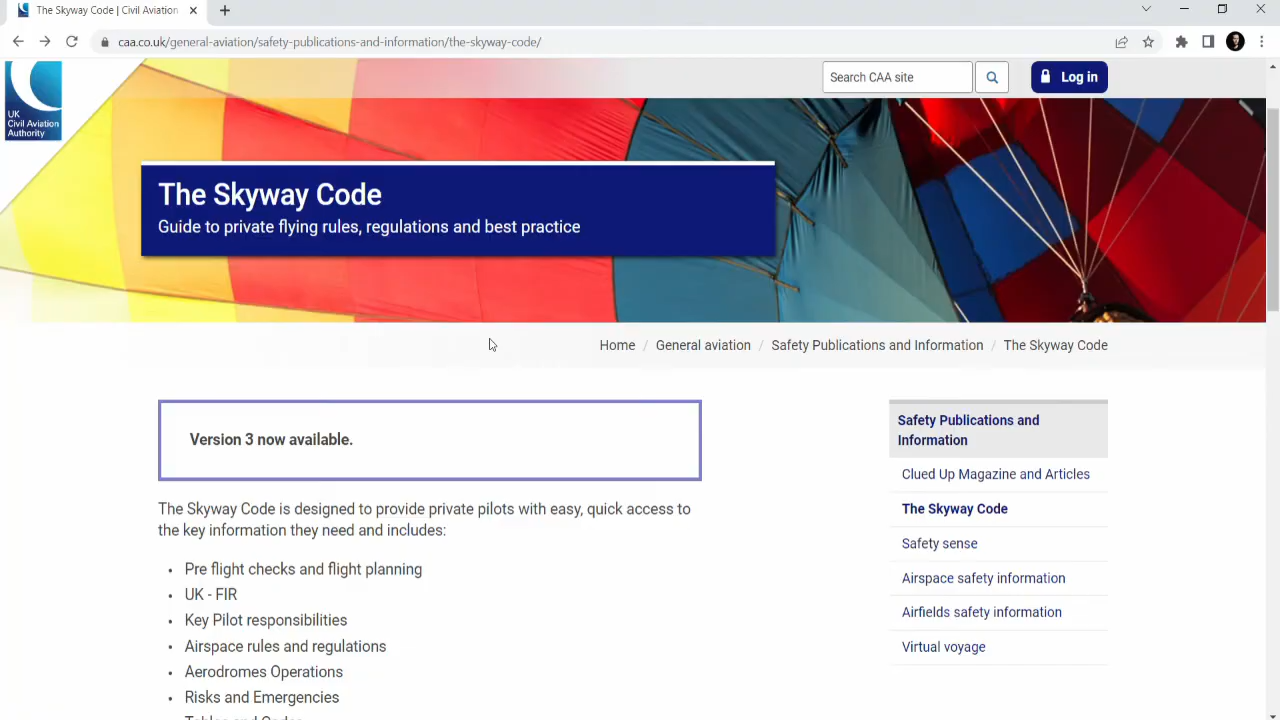 The Skyway Code | Civil Aviation
caa.co.uk/general-aviation/safety-publications-and-information/the-skyway-code/
Search CAA site
Log in
UK
Civil Aviation
Authority
The Skyway Code
Guide to private flying rules, regulations and best practice
Home / General aviation / Safety Publications and Information / The Skyway Code
Version 3 now available.
The Skyway Code is designed to provide private pilots with easy, quick access to
the key information they need and includes:
• Pre flight checks and flight planning
• UK - FIR
• Key Pilot responsibilities
• Airspace rules and regulations
• Aerodromes Operations
• Risks and Emergencies
Safety Publications and
Information
Clued Up Magazine and Articles
The Skyway Code
Safety sense
Airspace safety information
Airfields safety information
Virtual voyage